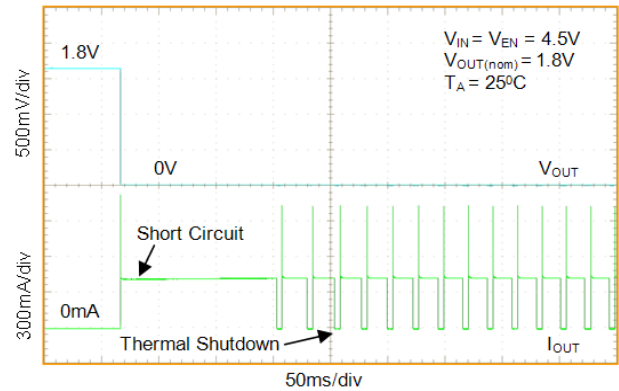 1.8V
V_IN = V_EN = 4.5V
V_OUT(nom) = 1.8V
T_A = 25⁰C
500mV/div
0V
V_OUT
Short Circuit
300mA/div
0mA
Thermal Shutdown
I_OUT
50ms/div